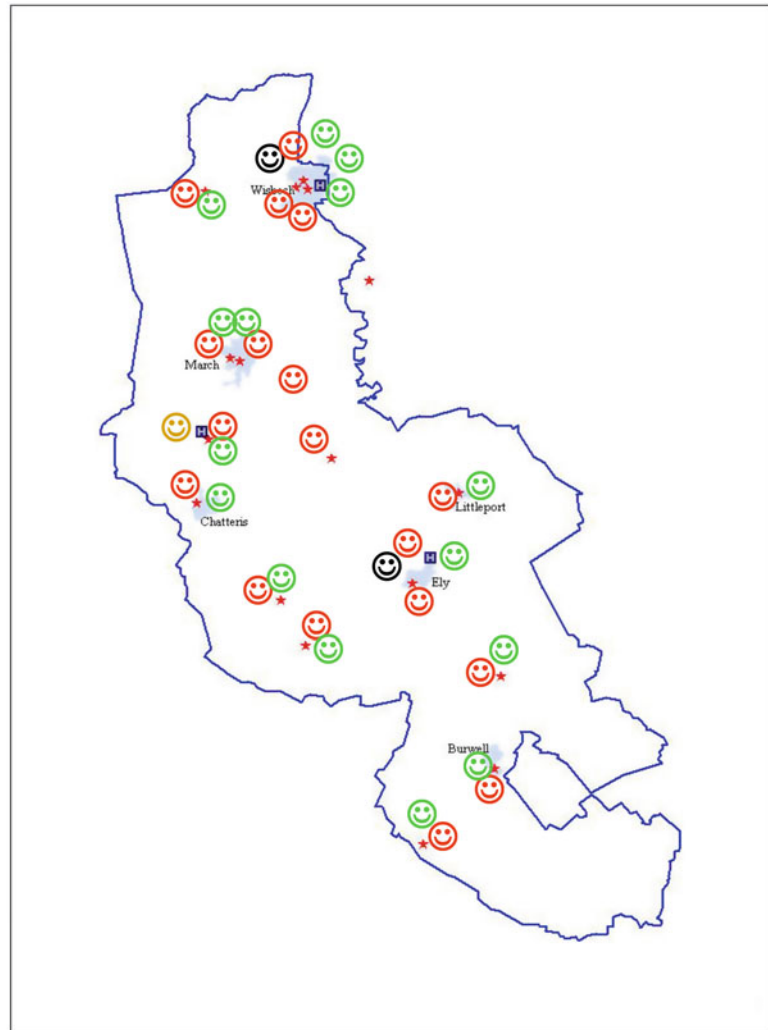 Wisbech
H
March
H
Chatteris
Littleport
H
Ely
Burwell